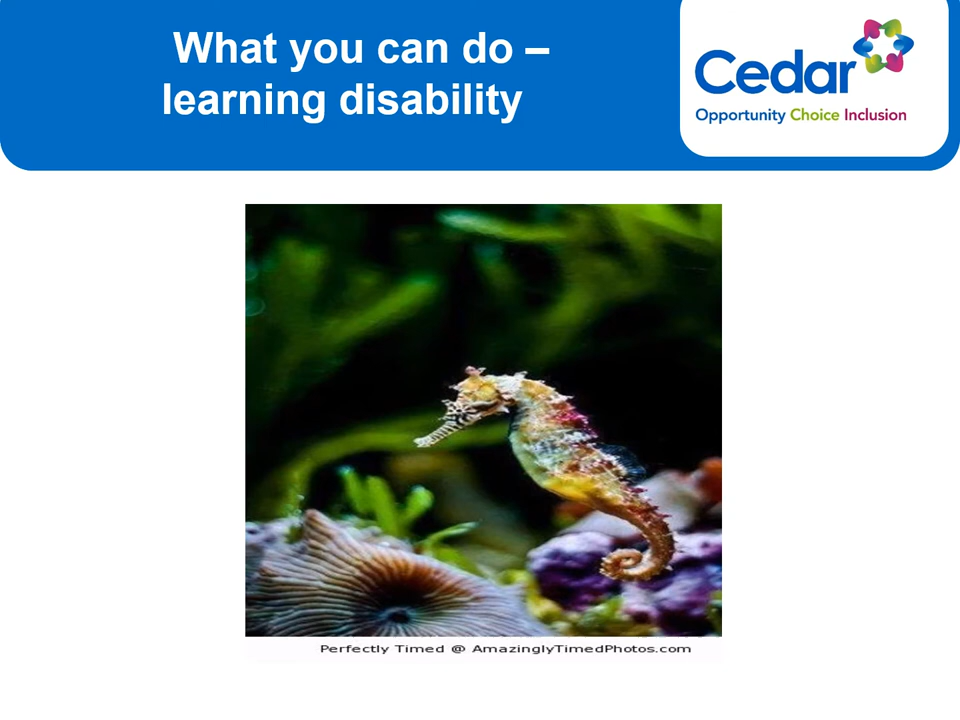 What you can do –
learning disability
Cedar
Opportunity Choice Inclusion
Perfectly Timed @ AmazinglyTimedPhotos.com